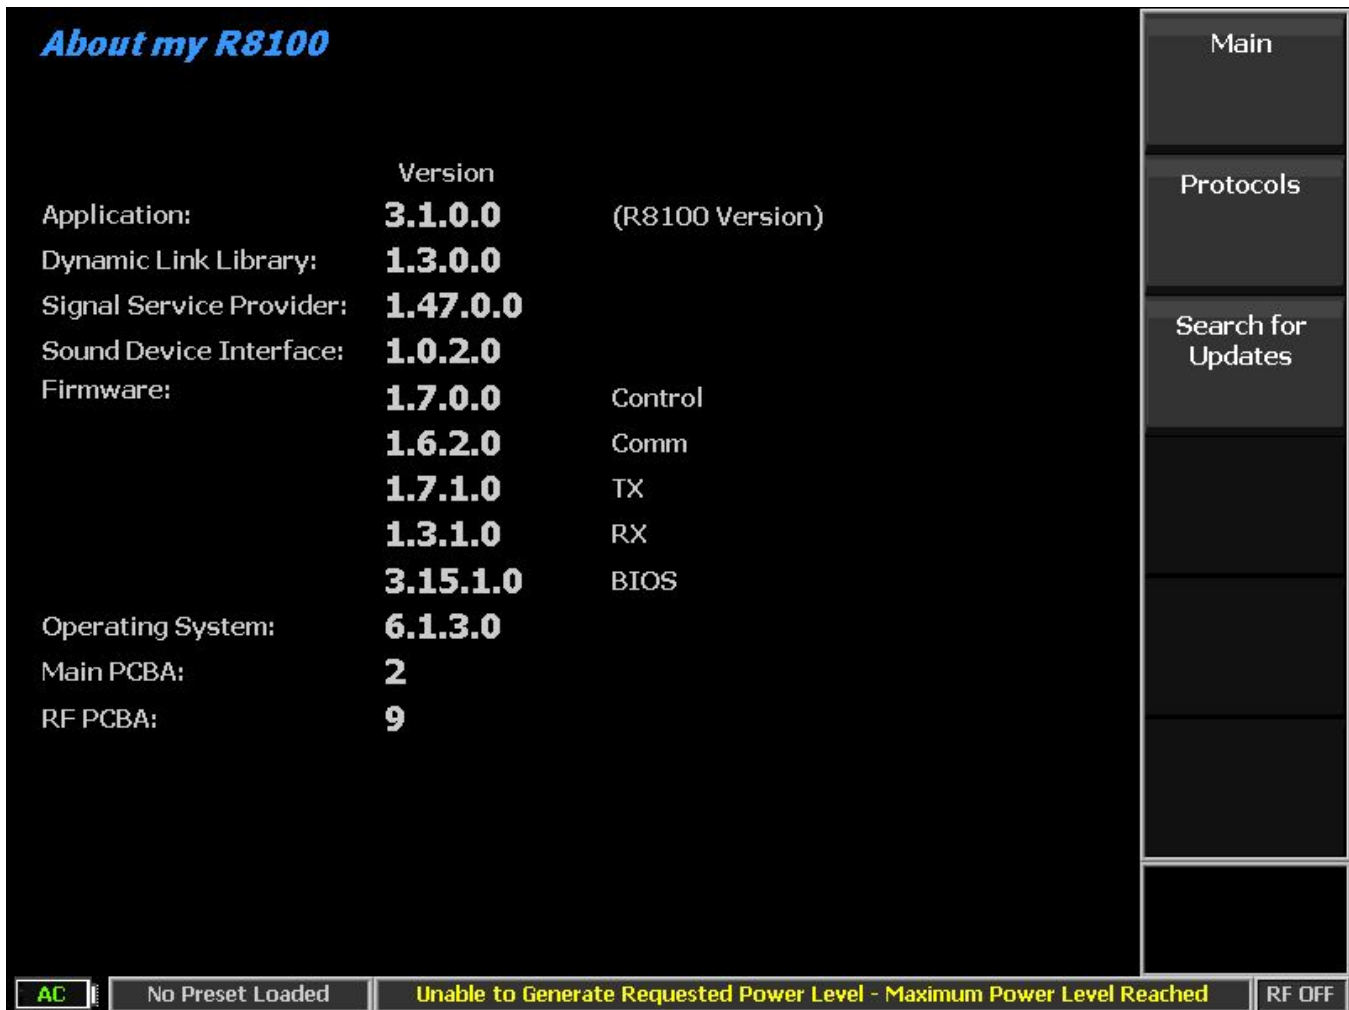 About my R8100
Main
Version
Protocols
Application: 3.1.0.0 (R8100 Version)
Dynamic Link Library: 1.3.0.0
Signal Service Provider: 1.47.0.0
Search for
Updates
Sound Device Interface: 1.0.2.0
Firmware: 1.7.0.0 Control
1.6.2.0 Comm
1.7.1.0 TX
1.3.1.0 RX
3.15.1.0 BIOS
Operating System: 6.1.3.0
Main PCBA: 2
RF PCBA: 9
AC No Preset Loaded Unable to Generate Requested Power Level - Maximum Power Level Reached RF OFF